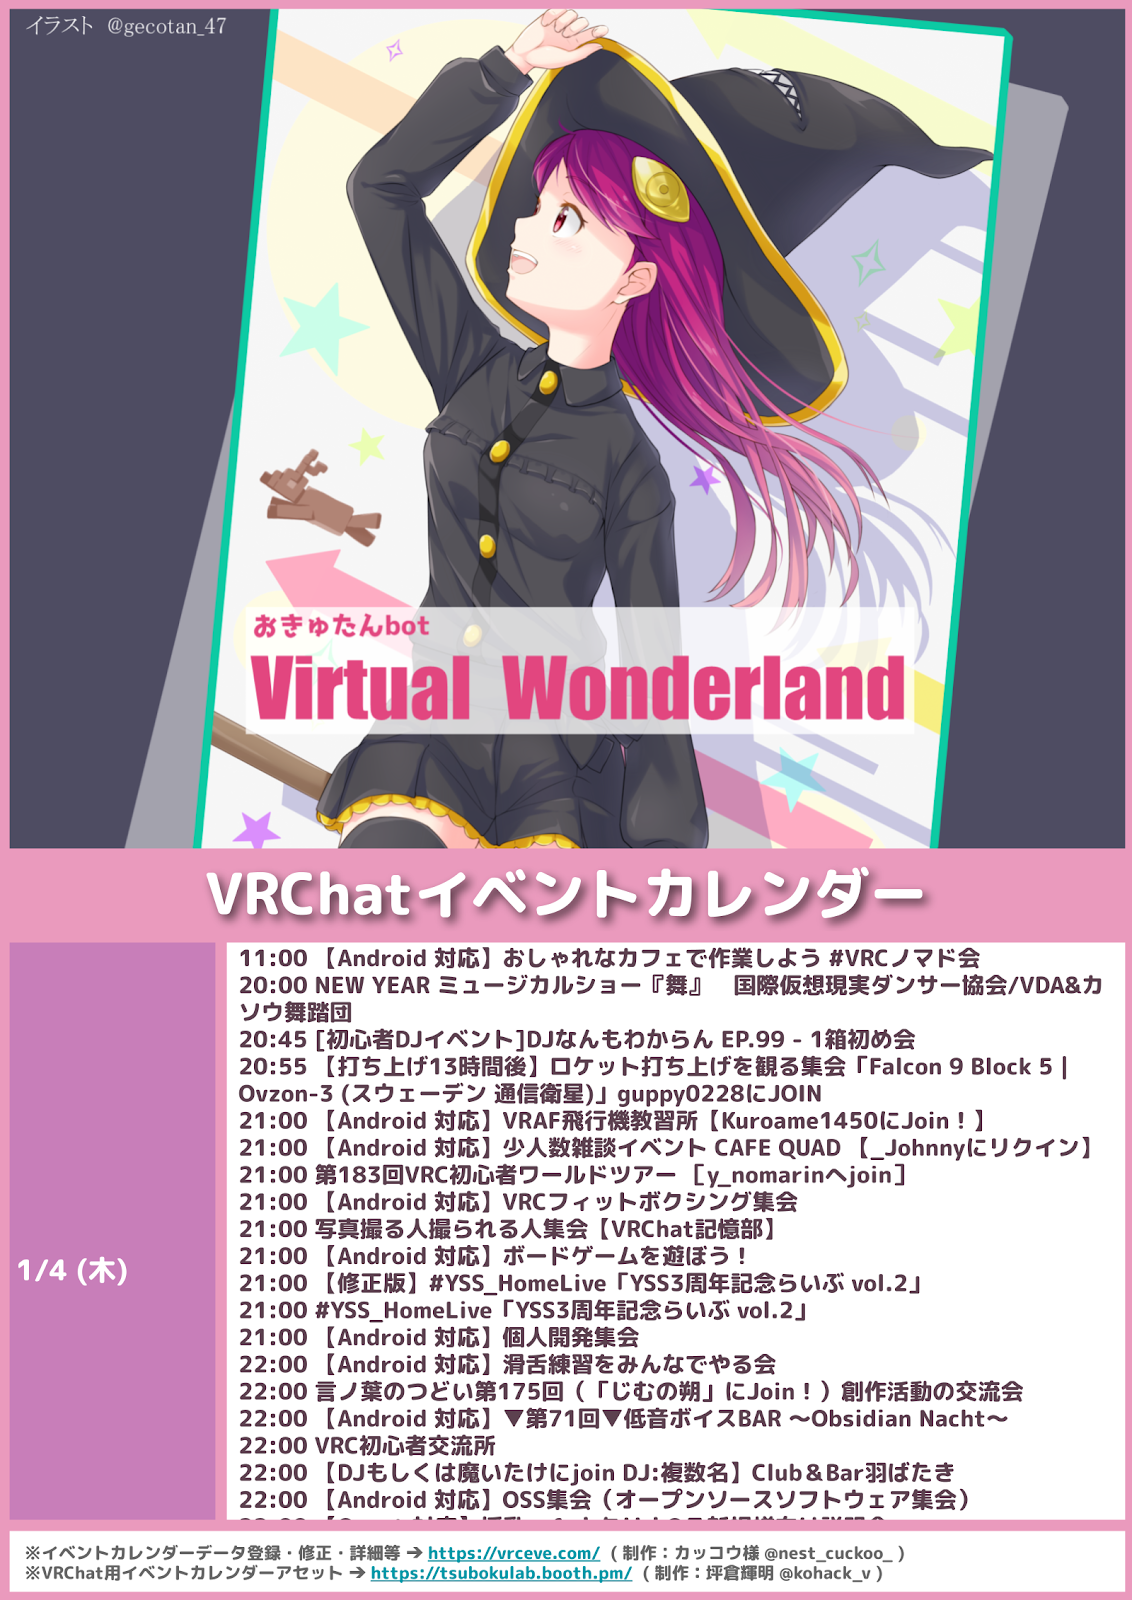 イラスト @gecotan_47
おきゅたんbot
Virtual Wonderland
VRChatイベントカレンダー
1/4 (木)
11:00 【Android 対応】おしゃれなカフェで作業しよう #VRCノマド会
20:00 NEW YEAR ミュージカルショー『舞』　国際仮想現実ダンサー協会/VDA&カ
ソウ舞踏団
20:45 [初心者DJイベント]DJなんもわからん EP.99 - 1箱初め会
20:55 【打ち上げ13時間後】ロケット打ち上げを観る集会「Falcon 9 Block 5 |
Ovzon-3 (スウェーデン 通信衛星)」guppy0228にJOIN
21:00 【Android 対応】VRAF飛行機教習所【Kuroame1450にJoin！】
21:00 【Android 対応】少人数雑談イベント CAFE QUAD 【_Johnnyにリクイン】
21:00 第183回VRC初心者ワールドツアー ［y_nomarinへjoin］
21:00 【Android 対応】VRCフィットボクシング集会
21:00 写真撮る人撮られる人集会【VRChat記憶部】
21:00 【Android 対応】ボードゲームを遊ぼう！
21:00 【修正版】#YSS_HomeLive「YSS3周年記念らいぶ vol.2」
21:00 #YSS_HomeLive「YSS3周年記念らいぶ vol.2」
21:00 【Android 対応】個人開発集会
22:00 【Android 対応】滑舌練習をみんなでやる会
22:00 言ノ葉のつどい第175回（「じむの朔」にJoin！）創作活動の交流会
22:00 【Android 対応】▼第71回▼低音ボイスBAR ～Obsidian Nacht～
22:00 VRC初心者交流所
22:00 【DJもしくは魔いたけにjoin DJ:複数名】Club＆Bar羽ばたき
22:00 【Android 対応】OSS集会（オープンソースソフトウェア集会）
※イベントカレンダーデータ登録・修正・詳細等 ➔ https://vrceve.com/ ( 制作：カッコウ様 @nest_cuckoo_ )
※VRChat用イベントカレンダーアセット ➔ https://tsubokulab.booth.pm/ ( 制作：坪倉輝明 @kohack_v )